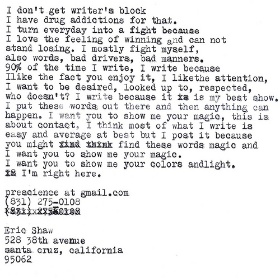 I don't get writer's block
I have drug addictions for that.
I turn everyday into a fight because
I love the feeling of winning and can not
stand losing. I mostly fight myself,
also words, bad drivers, bad manners.
90% of the time I write, I write because
Ilike the fact you enjoy it, I likethe attention,
I want to be desired, looked up to, respected,
who doesn't? I write because it is my best show.
I put these words out there and then anything can
happen. I want you to show me your magic, this is
about contact, I think most of what I write is
easy and average at best but I post it because
you might find think find these words magic and
I want you to show me your magic.
I want you to show me your colors andlight.
I'm right here.
prescience at gmail.com
(831) 275-0108
Eric Shaw
528 38th avenue
santa cruz, california
95062